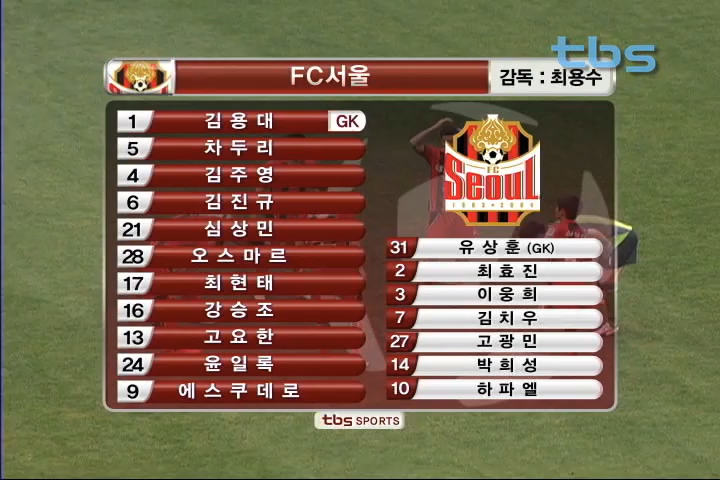 tbs
FC서울
감독 : 최용수
1 김용대 GK
5 차두리
4 김주영
6 김진규
21 심상민
28 오스마르
17 최현태
16 강승조
13 고요한
24 윤일록
9 에스쿠데로
FC
Seoul
1983 • 2004
31 유상훈 (GK)
2 최효진
3 이웅희
7 김치우
27 고광민
14 박희성
10 하파엘
tbs SPORTS